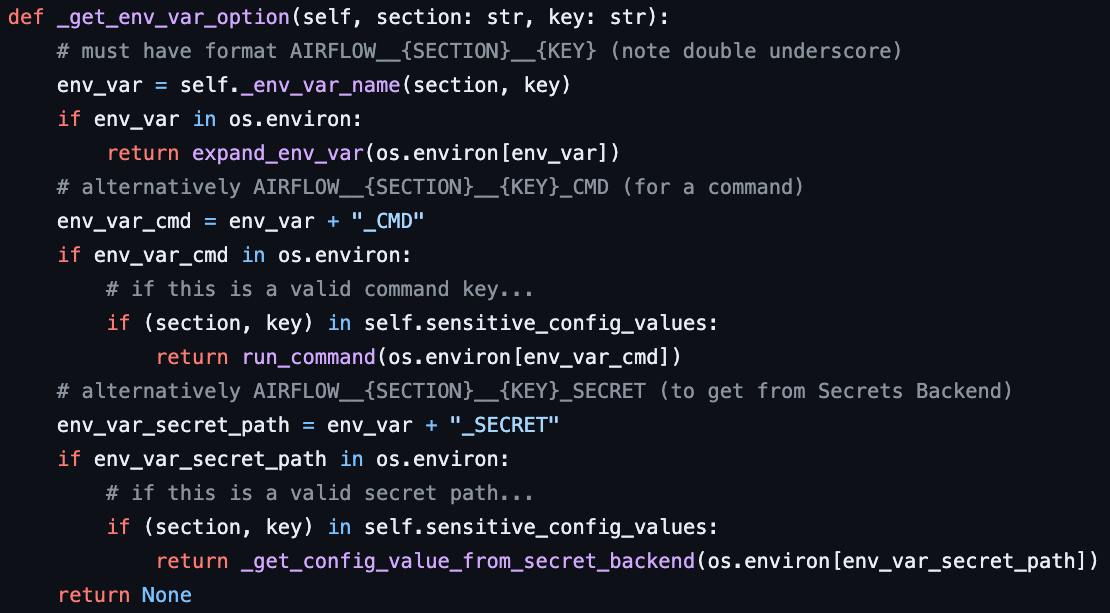 def _get_env_var_option(self, section: str, key: str):
    # must have format AIRFLOW__{SECTION}__{KEY} (note double underscore)
    env_var = self._env_var_name(section, key)
    if env_var in os.environ:
        return expand_env_var(os.environ[env_var])
    # alternatively AIRFLOW__{SECTION}__{KEY}_CMD (for a command)
    env_var_cmd = env_var + "_CMD"
    if env_var_cmd in os.environ:
        # if this is a valid command key...
        if (section, key) in self.sensitive_config_values:
            return run_command(os.environ[env_var_cmd])
    # alternatively AIRFLOW__{SECTION}__{KEY}_SECRET (to get from Secrets Backend)
    env_var_secret_path = env_var + "_SECRET"
    if env_var_secret_path in os.environ:
        # if this is a valid secret path...
        if (section, key) in self.sensitive_config_values:
            return _get_config_value_from_secret_backend(os.environ[env_var_secret_path])
    return None